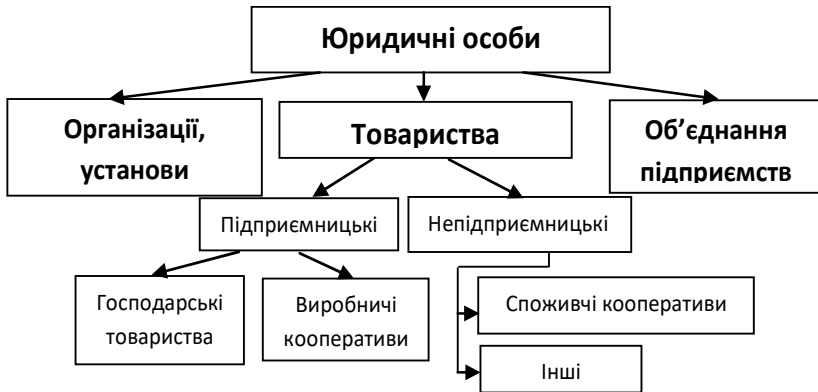 Юридичні особи
Організації,
установи
Товариства
Об’єднання
підприємств
Підприємницькі
Непідприємницькі
Господарські
товариства
Виробничі
кооперативи
Споживчі кооперативи
Інші